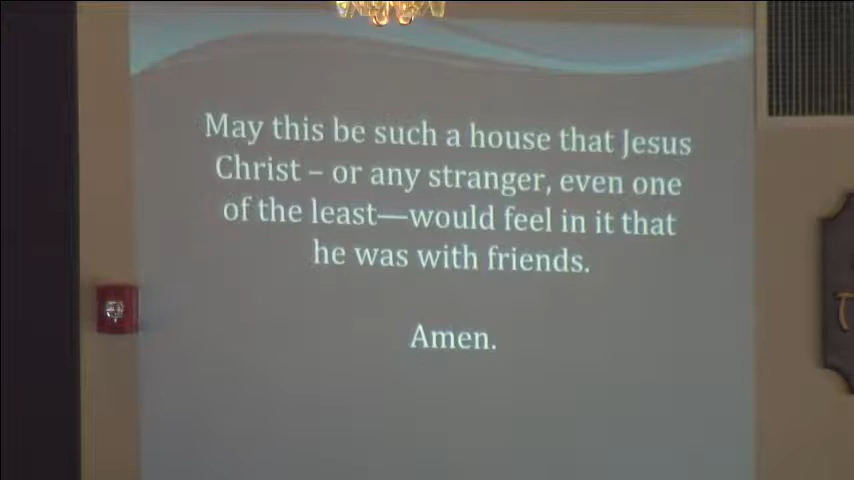 May this be such a house that Jesus
Christ – or any stranger, even one
of the least—would feel in it that
he was with friends.
Amen.